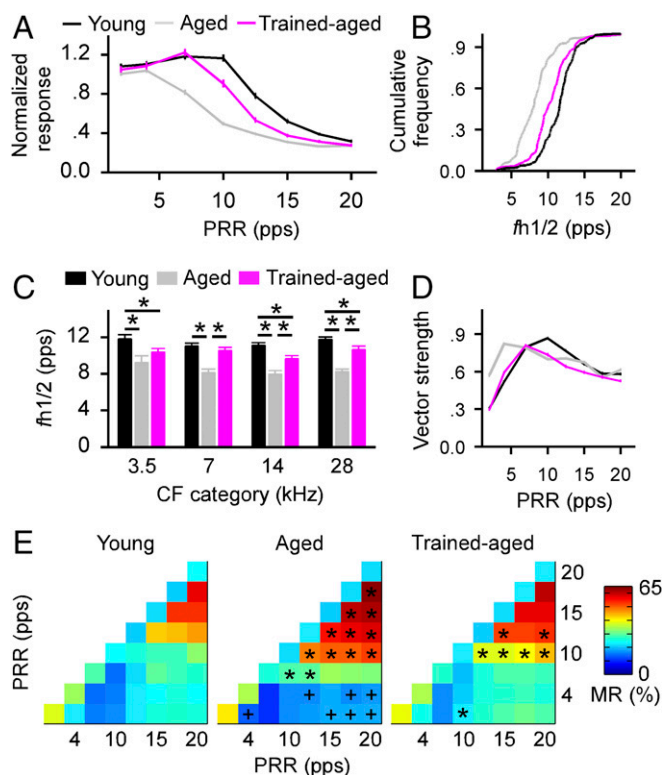 A
Young Aged Trained-aged
Normalized response
1.2
.8
.4
0.0
5 10 15 20
PRR (pps)
B
Cumulative frequency
.9
.6
.3
0.0
5 10 15 20
fh1/2 (pps)
C
Young Aged Trained-aged
fh1/2 (pps)
12
8
4
0
* * * * * * * * * * *
3.5 7 14 28
CF category (kHz)
D
Vector strength
.9
.6
.3
0.0
5 10 15 20
PRR (pps)
E
Young Aged Trained-aged
PRR (pps)
*
* *
* * *
* * * *
* *
+ + +
+ + + +
* *
* * * *
*
20
15
10
4
65
0
MR (%)
4 10 15 20 4 10 15 20 4 10 15 20
PRR (pps)